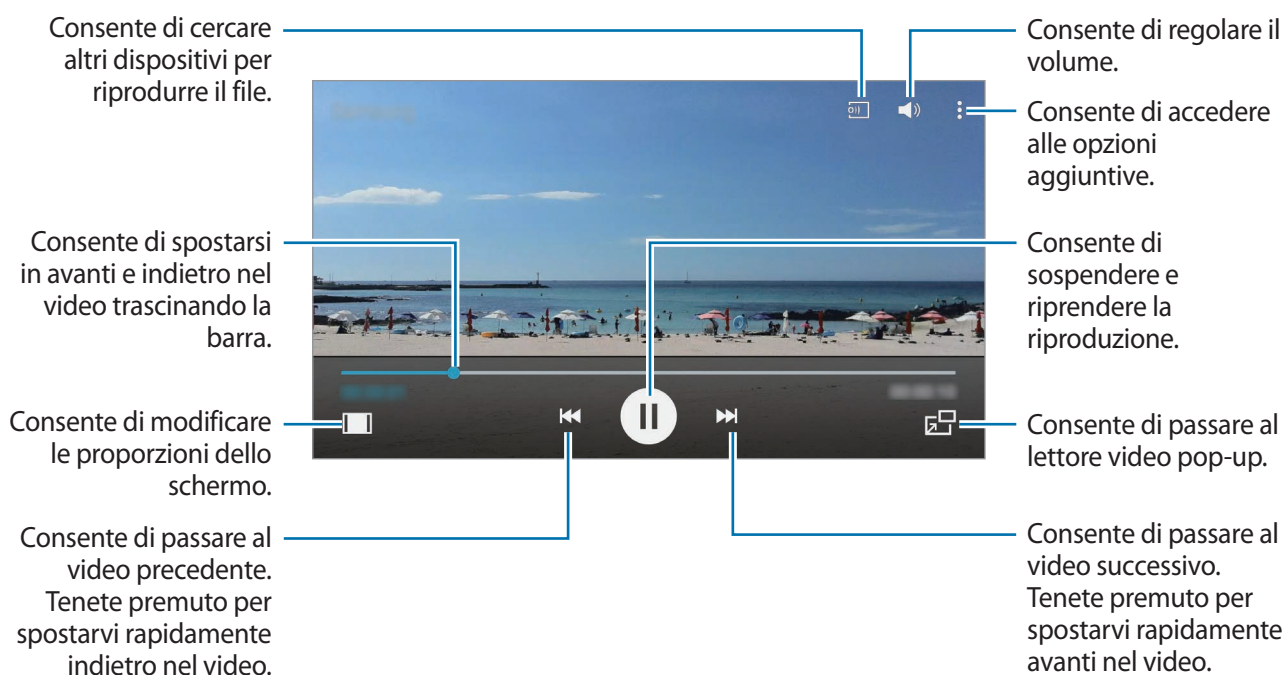 Consente di cercare
altri dispositivi per
riprodurre il file.
Consente di spostarsi
in avanti e indietro nel
video trascinando la
barra.
Consente di modificare
le proporzioni dello
schermo.
Consente di passare al
video precedente.
Tenete premuto per
spostarvi rapidamente
indietro nel video.
Consente di regolare il
volume.
Consente di accedere
alle opzioni
aggiuntive.
Consente di
sospendere e
riprendere la
riproduzione.
Consente di passare al
lettore video pop-up.
Consente di passare al
video successivo.
Tenete premuto per
spostarvi rapidamente
avanti nel video.